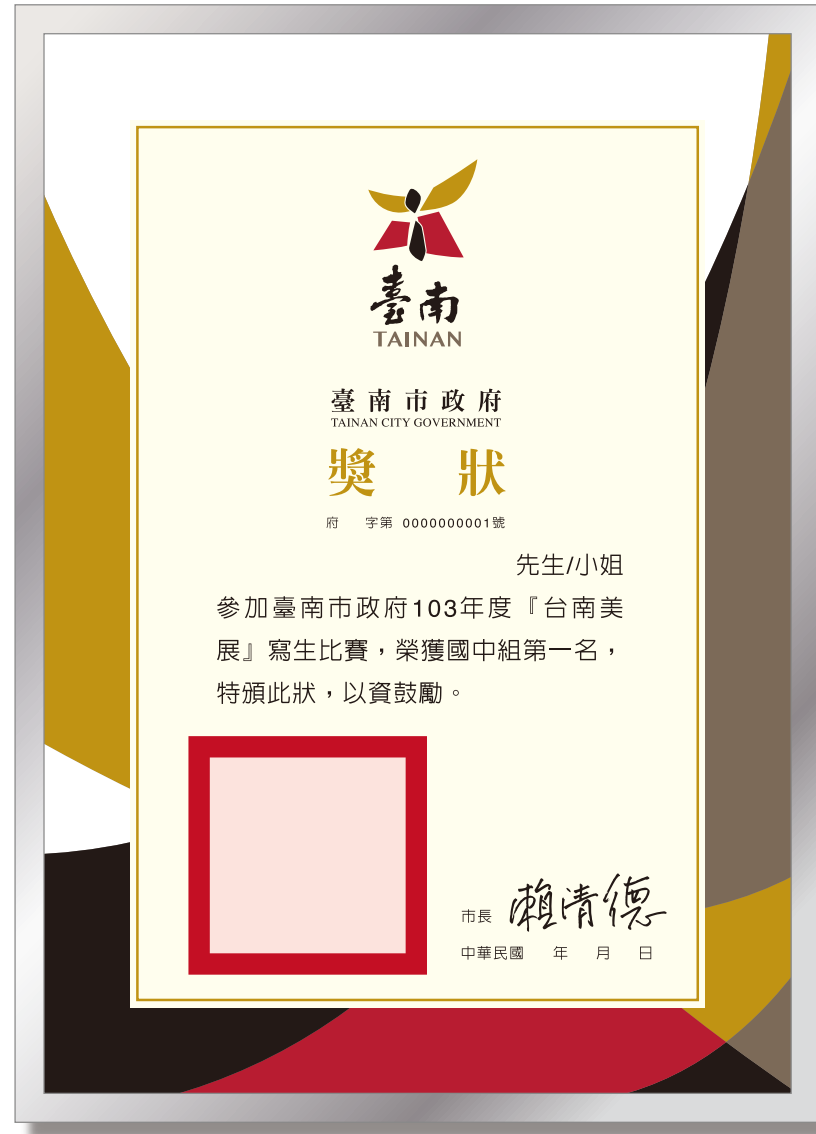 臺南
TAINAN
臺南市政府
TAINAN CITY GOVERNMENT
獎 狀
府 字第 0000000001號
先生/小姐
參加臺南市政府103年度『台南美
展』寫生比賽，榮獲國中組第一名，
特頒此狀，以資鼓勵。
市長 賴清德
中華民國 年 月 日